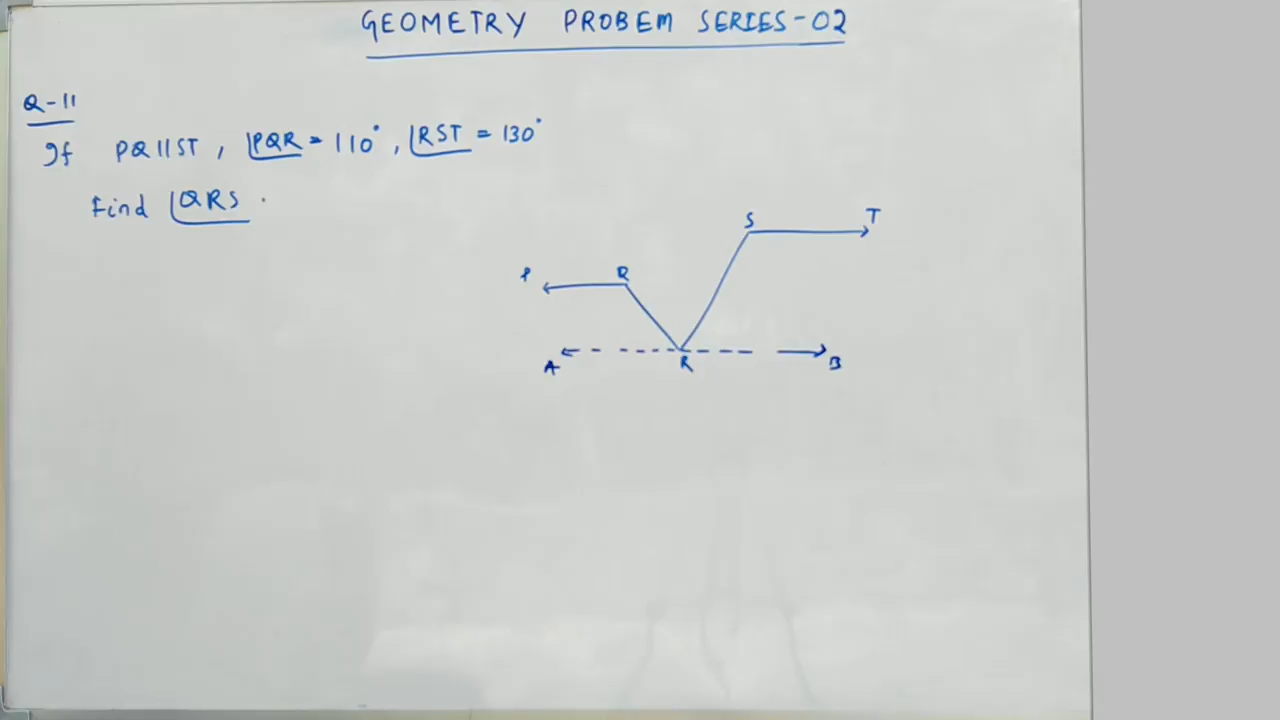 GEOMETRY PROBEM SERIES-02
Q-11
If PQ||ST, ∠PQR = 110°, ∠RST = 130°
Find ∠QRS.
S T
P Q
A R B